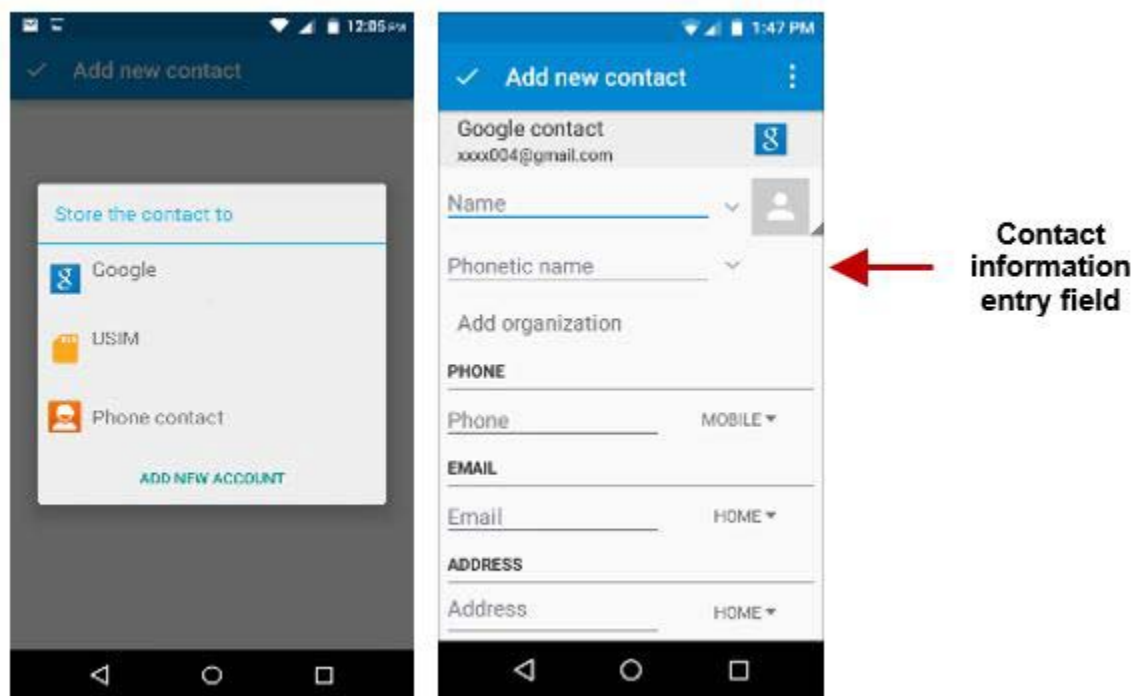 12:05 PM
Add new contact
Store the contact to
Google
USIM
Phone contact
ADD NEW ACCOUNT
1:47 PM
Add new contact
Google contact
xxxx004@gmail.com
Name
Phonetic name
Add organization
PHONE
Phone MOBILE
EMAIL
Email HOME
ADDRESS
Address HOME
Contact
information
entry field